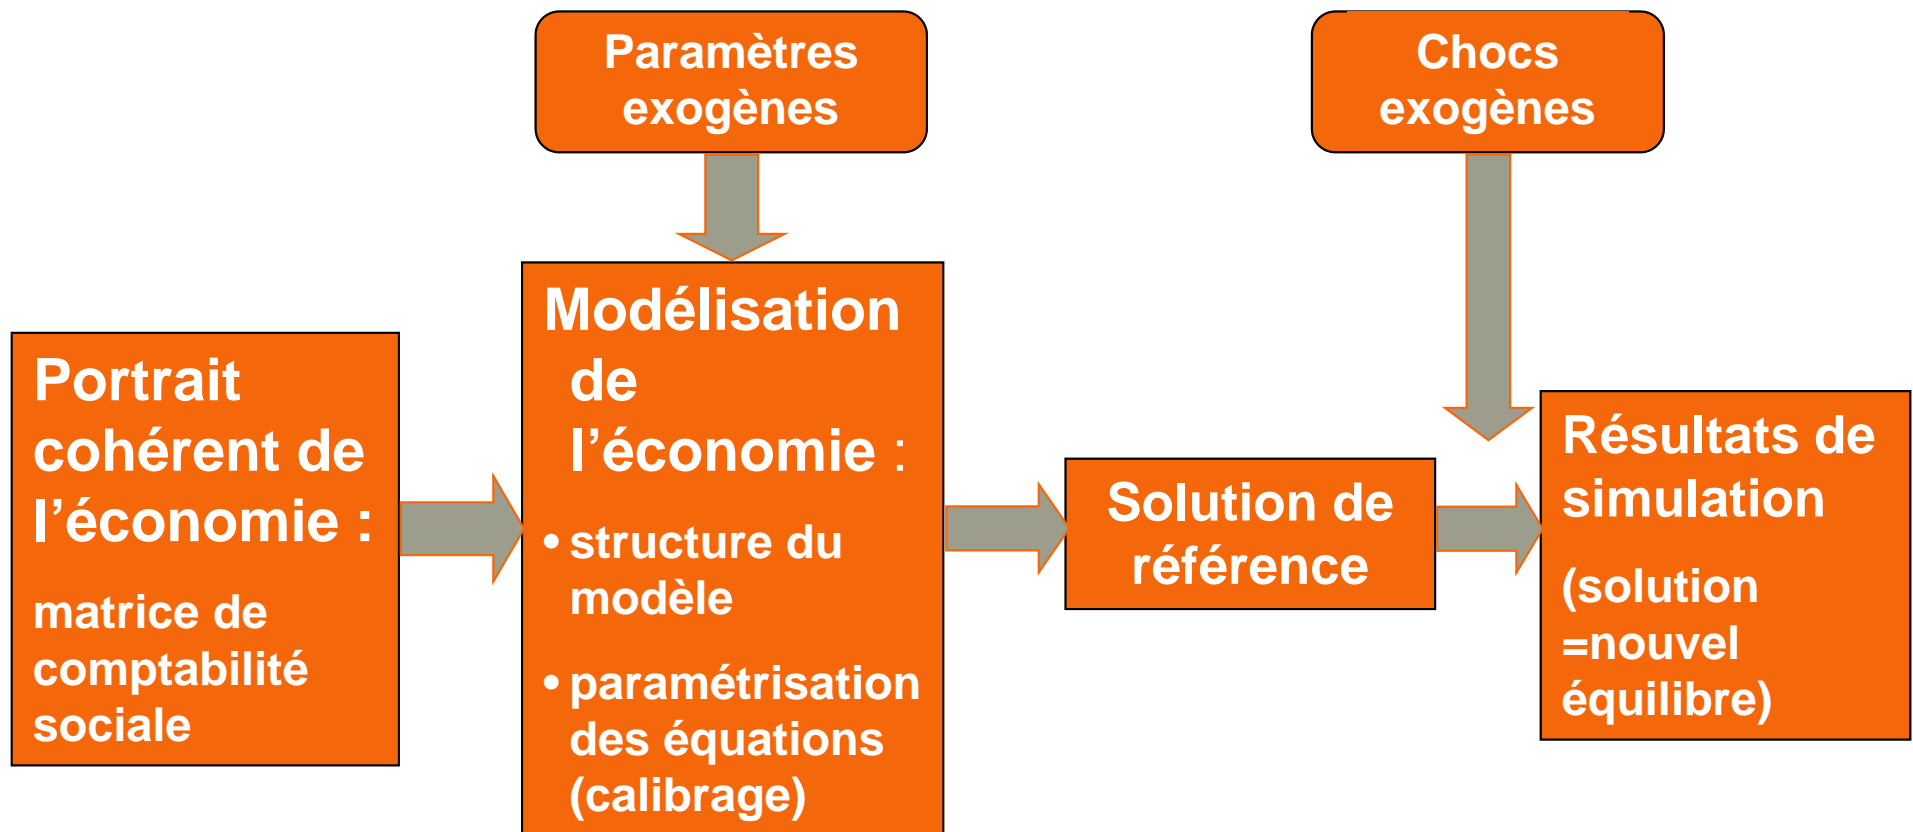 Paramètres
exogènes
Chocs
exogènes
Portrait
cohérent de
l’économie :
matrice de
comptabilité
sociale
Modélisation
de
l’économie :
• structure du
modèle
• paramétrisation
des équations
(calibrage)
Solution de
référence
Résultats de
simulation
(solution
=nouvel
équilibre)